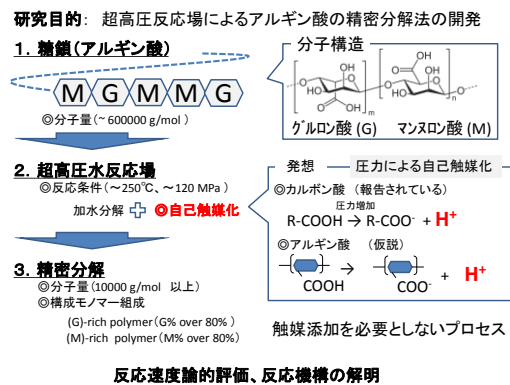 研究目的： 超高圧反応場によるアルギン酸の精密分解法の開発
１．糖鎖（アルギン酸）
M G M M G
◎分子量（~ 600000 g/mol ）
分子構造
OH
HO
O
COOH
OH
m
COOH
O
HO
OH
n
O
グルロン酸 (G) マンヌロン酸 (M)
２．超高圧水反応場
◎反応条件（～250℃、～120 MPa ）
加水分解 ◎自己触媒化
発想 圧力による自己触媒化
◎カルボン酸 （報告されている）
圧力増加
R-COOH → R-COO- + H+
◎アルギン酸 （仮説）
COOH → COO- + H+
３．精密分解
◎分子量（10000 g/mol 以上）
◎構成モノマー組成
(G)-rich polymer（G% over 80% ）
(M)-rich polymer（M% over 80%）
触媒添加を必要としないプロセス
反応速度論的評価、反応機構の解明